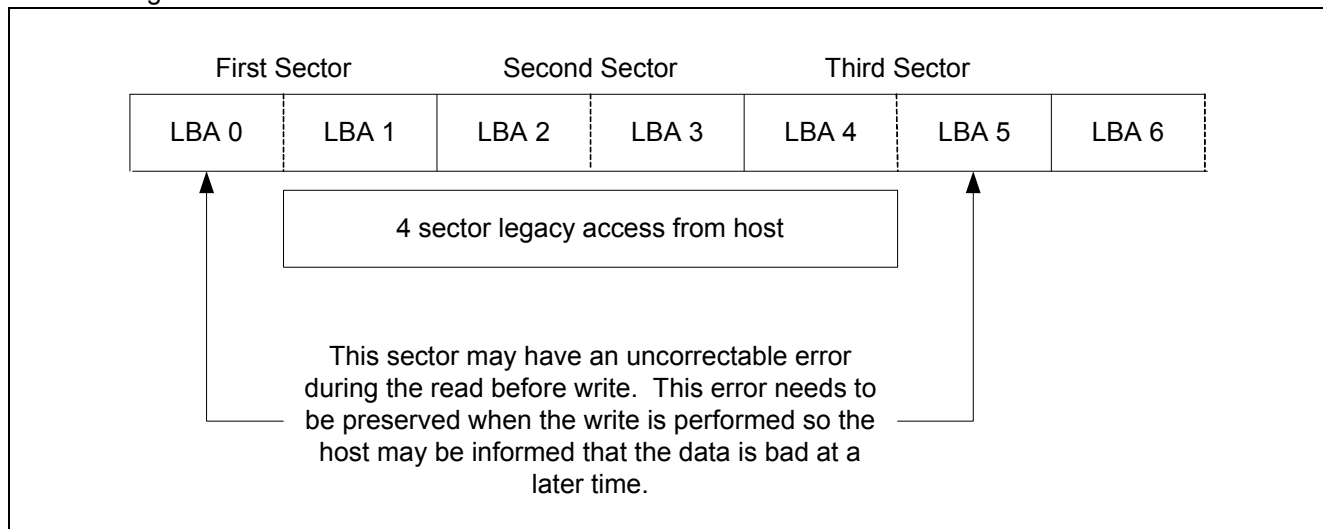 First Sector Second Sector Third Sector
LBA 0 LBA 1 LBA 2 LBA 3 LBA 4 LBA 5 LBA 6
4 sector legacy access from host
This sector may have an uncorrectable error
during the read before write. This error needs to
be preserved when the write is performed so the
host may be informed that the data is bad at a
later time.